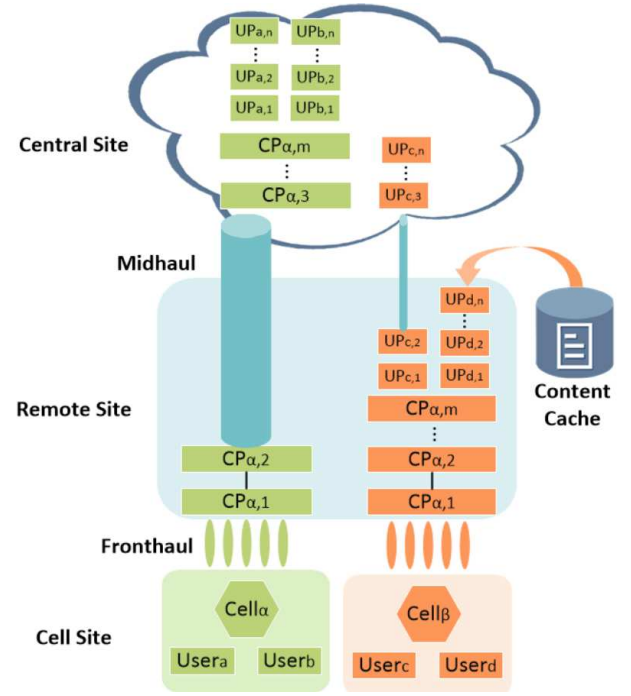 UPa,n UPb,n
UPa,2 UPb,2
UPa,1 UPb,1
Central Site
CPα,m
UPc,n
CPα,3
UPc,3
Midhaul
UPd,n
UPc,2
UPd,2
UPc,1
UPd,1
Content
Cache
Remote Site
CPα,m
CPα,2
CPα,2
CPα,1
CPα,1
Fronthaul
Cellα
Cellβ
Cell Site
Usera Userb
Userc Userd